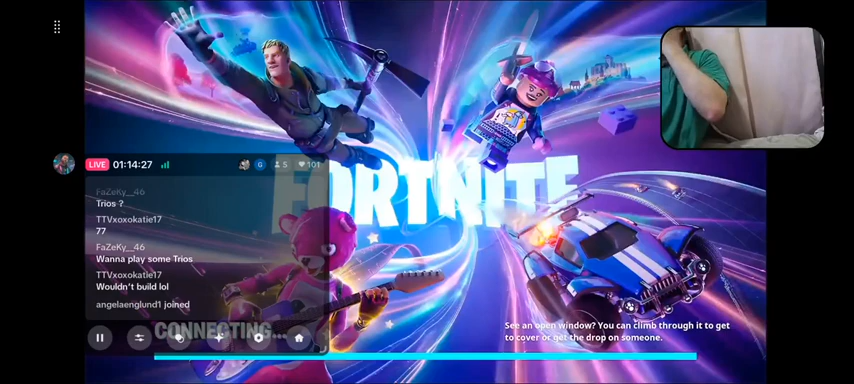 FORTNITE
LIVE 01:14:27 G 5 101
FaZeKy__46
Trios ?
TTVxoxokatie17
77
FaZeKy__46
Wanna play some Trios
TTVxoxokatie17
Wouldn't build lol
angelaenglund1 joined
CONNECTING...
See an open window? You can climb through it to get
to cover or get the drop on someone.